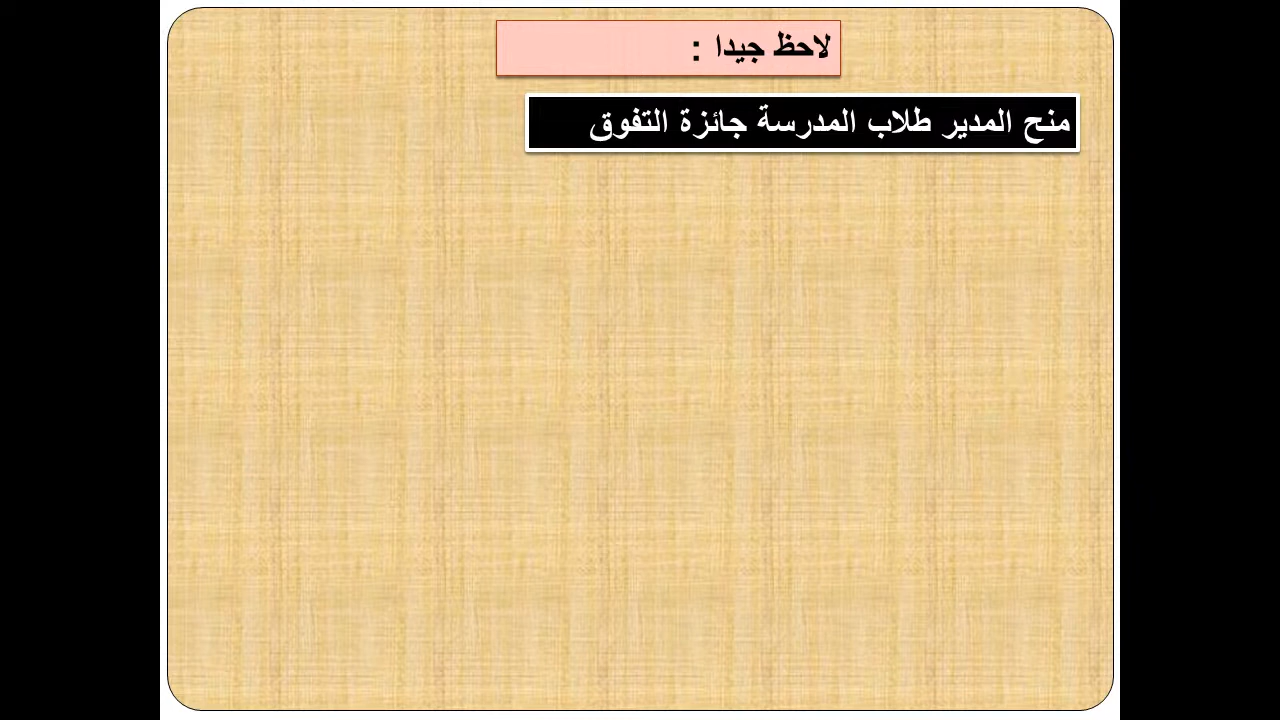 لاحظ جيدا :
منح المدير طلاب المدرسة جائزة التفوق